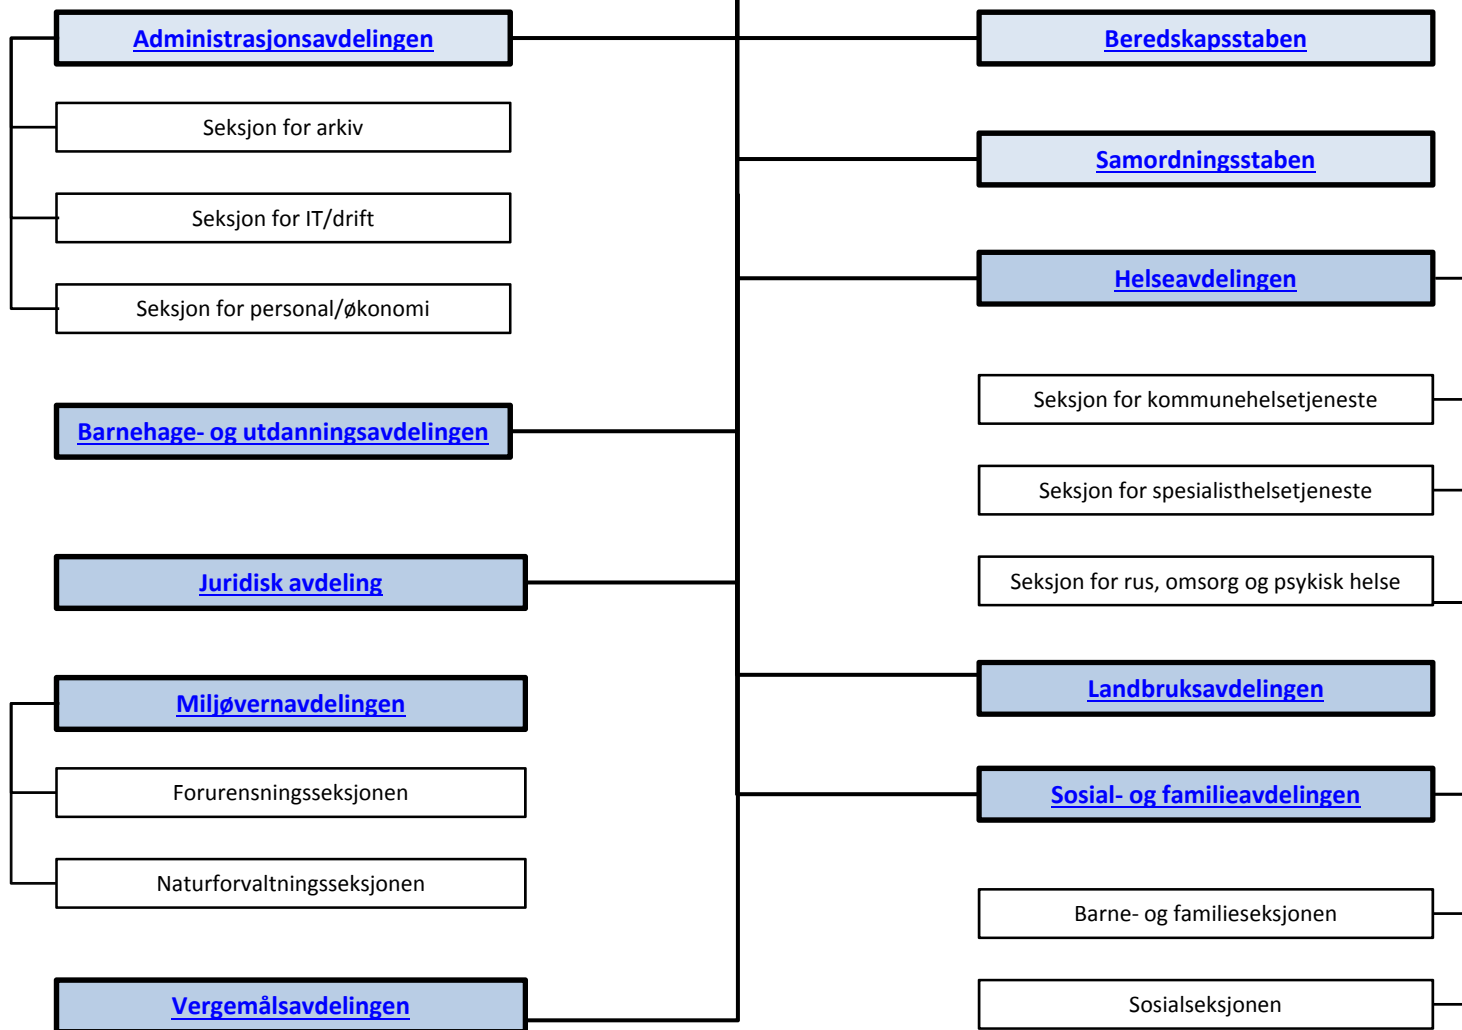 Administrasjonsavdelingen
Seksjon for arkiv
Seksjon for IT/drift
Seksjon for personal/økonomi
Barnehage- og utdanningsavdelingen
Juridisk avdeling
Miljøvernavdelingen
Forurensningsseksjonen
Naturforvaltningsseksjonen
Vergemålsavdelingen
Beredskapsstaben
Samordningsstaben
Helseavdelingen
Seksjon for kommunehelsetjeneste
Seksjon for spesialisthelsetjeneste
Seksjon for rus, omsorg og psykisk helse
Landbruksavdelingen
Sosial- og familieavdelingen
Barne- og familieseksjonen
Sosialseksjonen